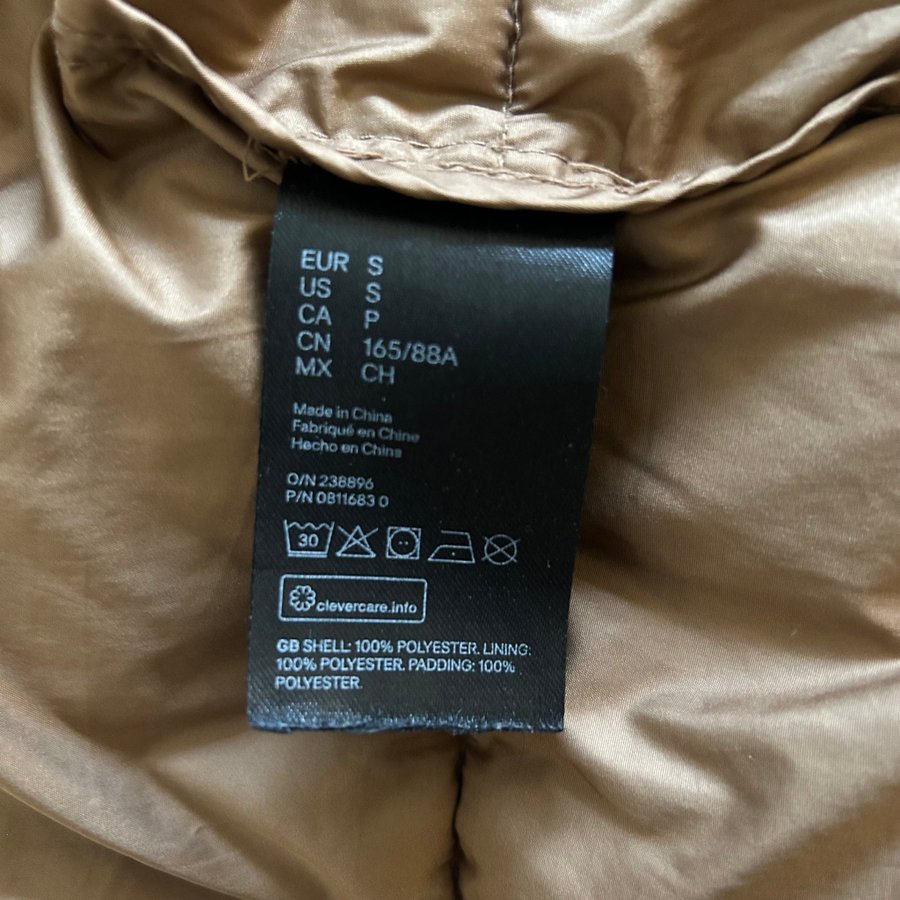 EUR S
US S
CA P
CN 165/88A
MX CH
Made in China
Fabriqué en Chine
Hecho en China
O/N 238896
P/N 0811683 0
30
clevercare.info
GB SHELL: 100% POLYESTER. LINING:
100% POLYESTER. PADDING: 100%
POLYESTER.